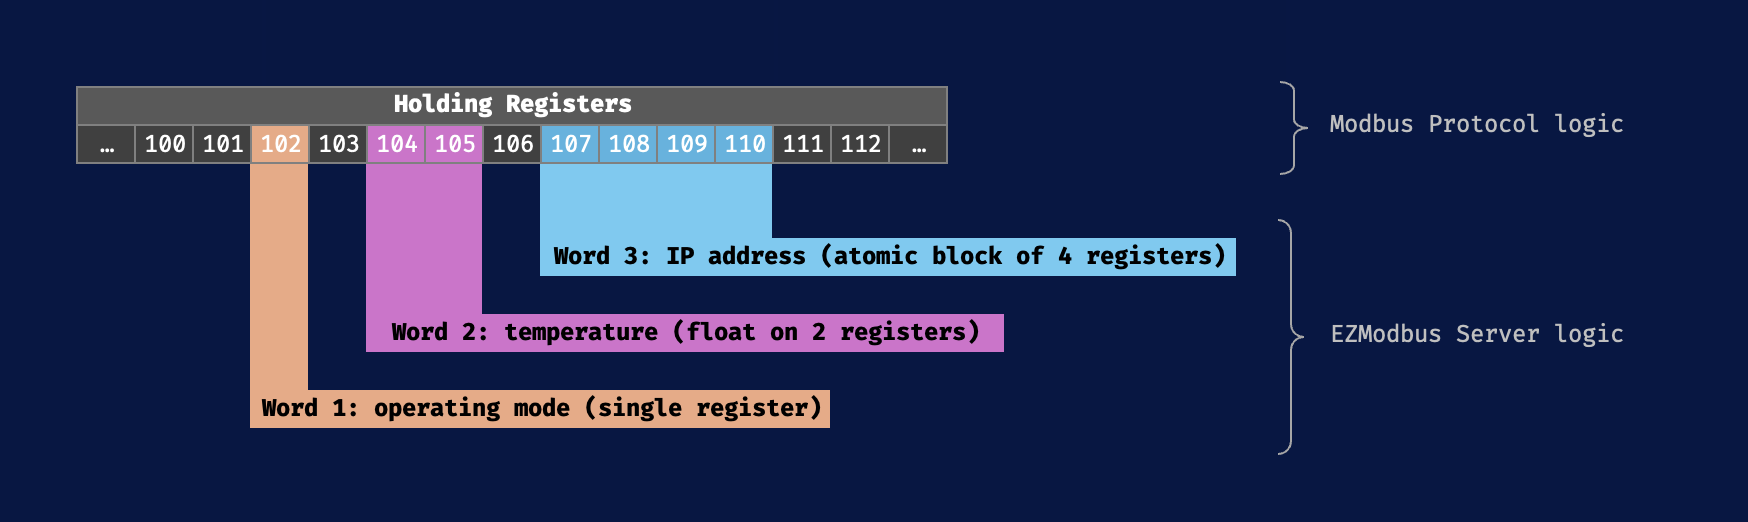 Holding Registers
… 100 101 102 103 104 105 106 107 108 109 110 111 112 …
Modbus Protocol logic
Word 3: IP address (atomic block of 4 registers)
Word 2: temperature (float on 2 registers)
EZModbus Server logic
Word 1: operating mode (single register)